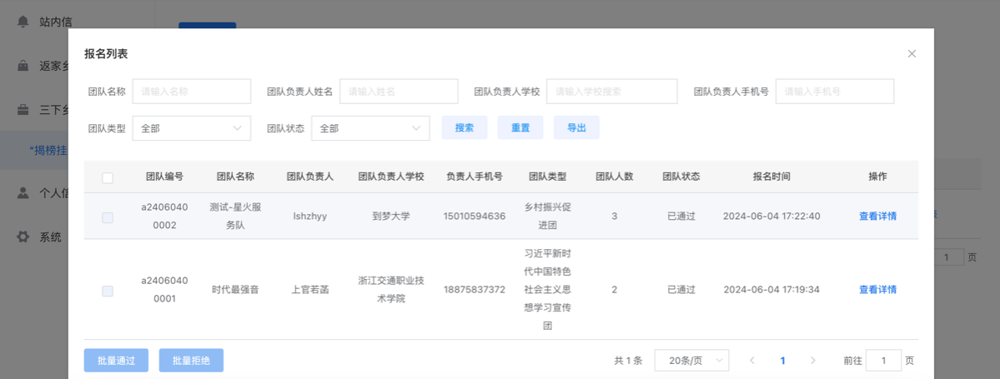 站内信
返家乡
三下乡
“揭榜挂
个人信
系统
报名列表
团队名称 请输入名称 团队负责人姓名 请输入姓名 团队负责人学校 请输入学校搜索 团队负责人手机号 请输入手机号
团队类型 全部 团队状态 全部 搜索 重置 导出
团队编号 团队名称 团队负责人 团队负责人学校 负责人手机号 团队类型 团队人数 团队状态 报名时间 操作
a2406040
0002
测试-星火服
务队
lshzhyy
到梦大学
15010594636
乡村振兴促
进团
3
已通过
2024-06-04 17:22:40
查看详情
a2406040
0001
时代最强音
上官若菡
浙江交通职业技
术学院
18875837372
习近平新时
代中国特色
社会主义思
想学习宣传
团
2
已通过
2024-06-04 17:19:34
查看详情
批量通过 批量拒绝 共 1 条 20条/页 1 前往 1 页
1 页